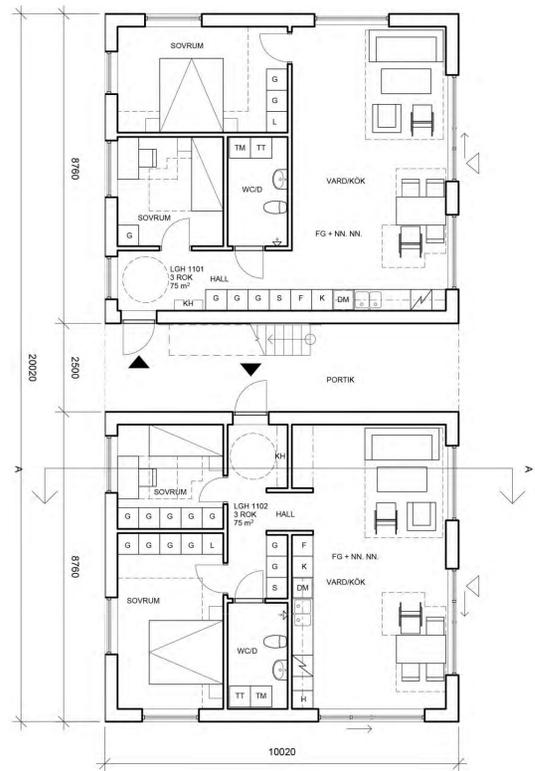 SOVRUM
G
G
L
TM TT
WC/D
VARD/KÖK
SOVRUM
G
FG + NN. NN.
LGH 1101
3 ROK
75 m²
HALL
KH
G G G S F K DM
8760
20020
2500
PORTIK
KH
A
A
SOVRUM
LGH 1102
3 ROK
75 m²
HALL
G G G G G
G G G G L
G F
G K
S DM
FG + NN. NN.
VARD/KÖK
8760
SOVRUM
WC/D
TT TM
H
10020